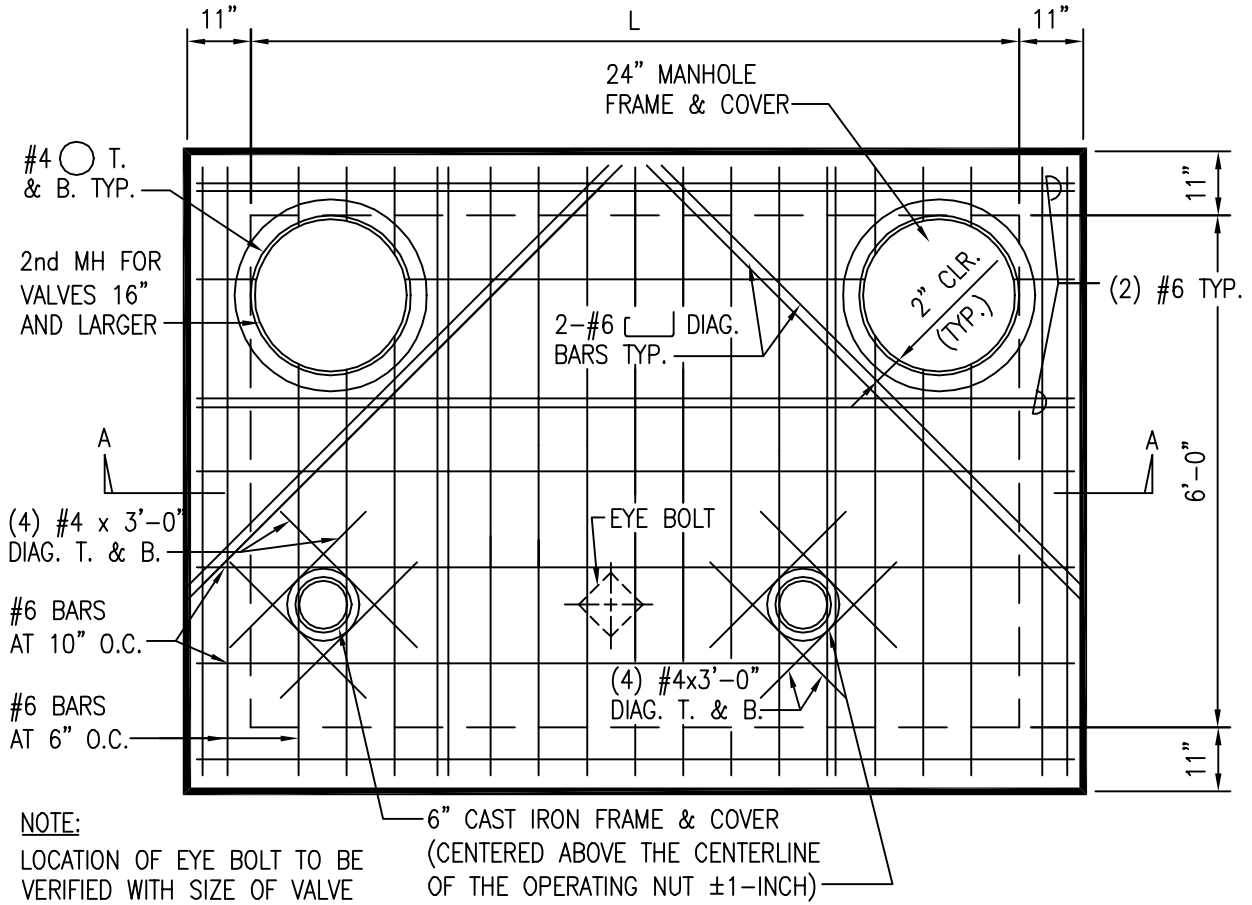 11"
L
11"
24" MANHOLE
FRAME & COVER
#4 T.
& B. TYP.
11"
2nd MH FOR
VALVES 16"
AND LARGER
2" CLR.
(TYP.)
(2) #6 TYP.
2-#6 DIAG.
BARS TYP.
A
A
6'-0"
(4) #4 x 3'-0"
DIAG. T. & B.
EYE BOLT
#6 BARS
AT 10" O.C.
(4) #4x3'-0"
DIAG. T. & B.
#6 BARS
AT 6" O.C.
11"
NOTE:
LOCATION OF EYE BOLT TO BE
VERIFIED WITH SIZE OF VALVE
6" CAST IRON FRAME & COVER
(CENTERED ABOVE THE CENTERLINE
OF THE OPERATING NUT ±1-INCH)